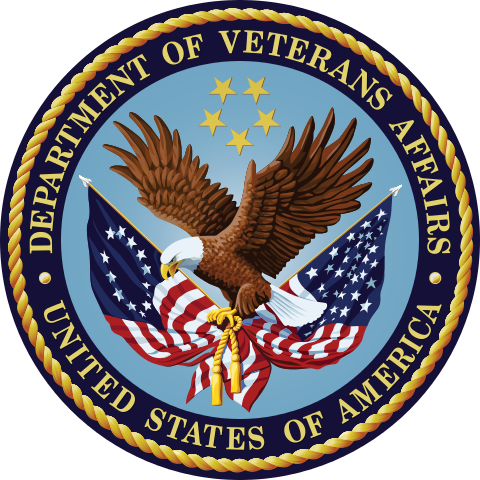 DEPARTMENT OF VETERANS AFFAIRS
UNITED STATES OF AMERICA